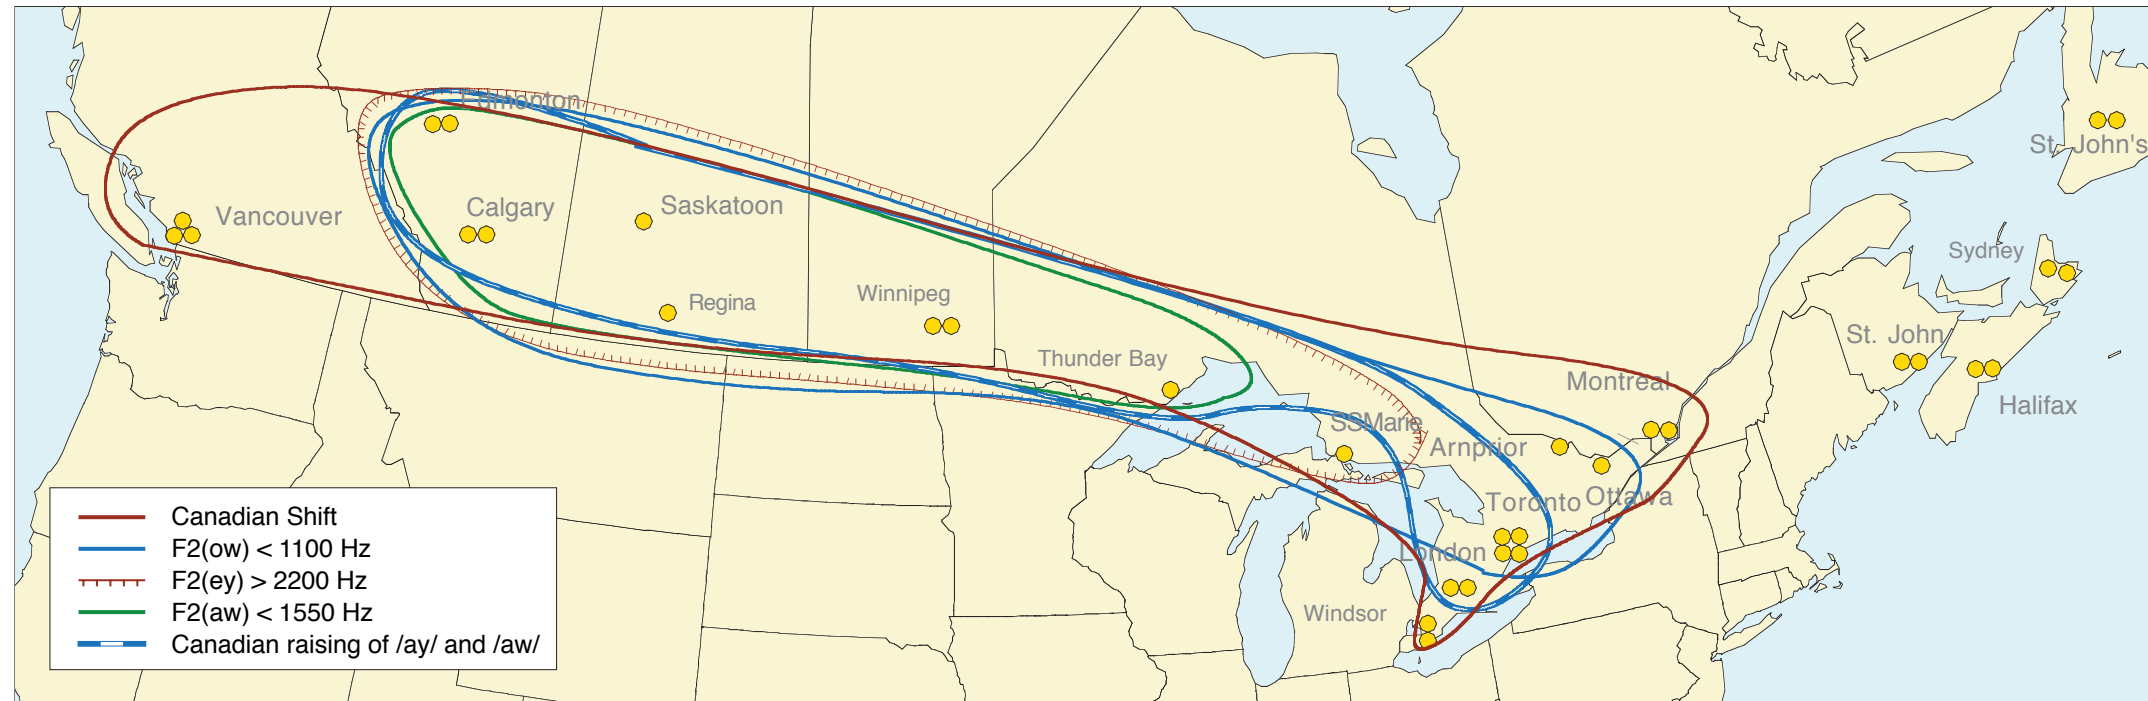 Edmonton
St. John's
Vancouver
Calgary
Saskatoon
Sydney
Regina
Winnipeg
St. John
Thunder Bay
Montreal
Halifax
SSMarie
Arnprior
Toronto
Ottawa
London
Windsor
Canadian Shift
F2(ow) < 1100 Hz
F2(ey) > 2200 Hz
F2(aw) < 1550 Hz
Canadian raising of /ay/ and /aw/